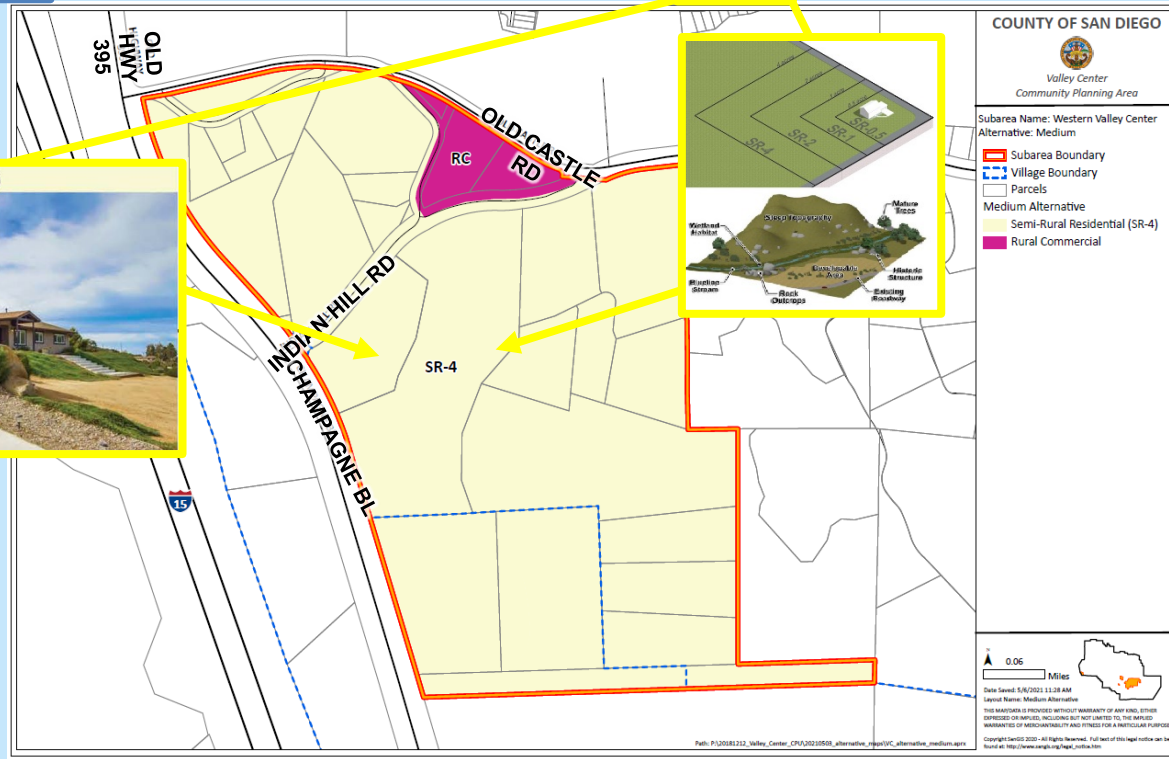 OLD
HWY
395
OLD CASTLE
RD
RC
INDIAN HILL RD
CHAMPAGNE BL
SR-4
15
SR-4
SR-2
SR-1
SR-0.5
Steep Topography
Mature
Trees
Wetland
Habitat
Developable
Area
Historic
Structure
Riparian
Stream
Rock
Outcrops
Existing
Roadway
COUNTY OF SAN DIEGO
Valley Center
Community Planning Area
Subarea Name: Western Valley Center
Alternative: Medium
Subarea Boundary
Village Boundary
Parcels
Medium Alternative
Semi-Rural Residential (SR-4)
Rural Commercial
N
0.06
Miles
Date Saved: 5/6/2021 11:28 AM
Layout Name: Medium Alternative
THIS MAP/DATA IS PROVIDED WITHOUT WARRANTY OF ANY KIND, EITHER
EXPRESSED OR IMPLIED, INCLUDING BUT NOT LIMITED TO, THE IMPLIED
WARRANTIES OF MERCHANTABILITY AND FITNESS FOR A PARTICULAR PURPOSE
Copyright SanGIS 2020 - All Rights Reserved. Full text of this legal notice can be
found at: http://www.sangis.org/legal_notice.htm
Path: P:\20181212_Valley_Center_CPU\20210503_alternative_maps\VC_alternative_medium.aprx